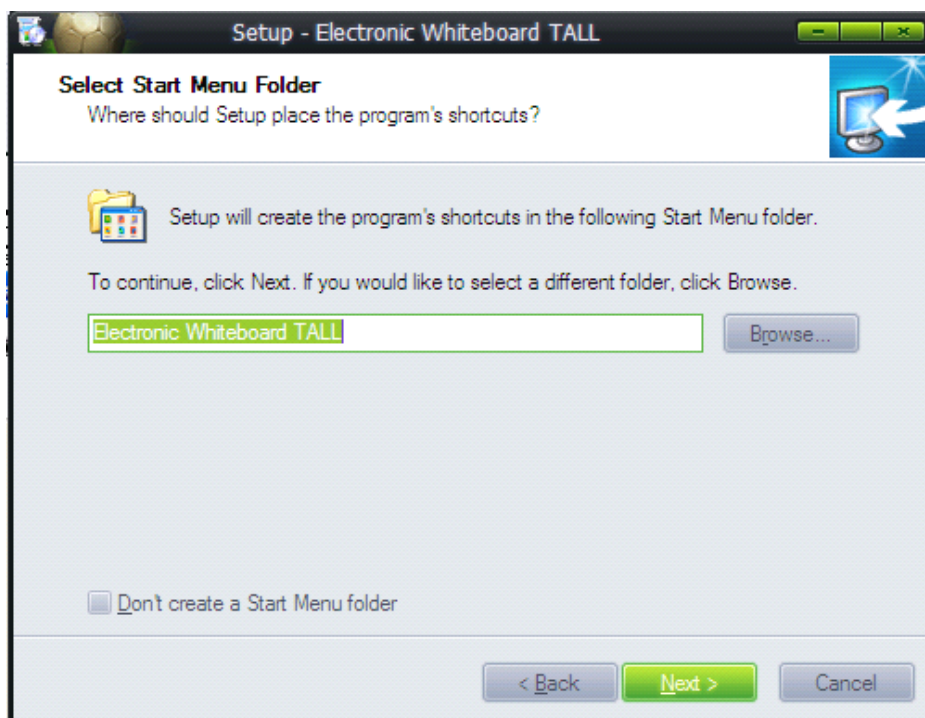 Setup - Electronic Whiteboard TALL
Select Start Menu Folder
Where should Setup place the program's shortcuts?
Setup will create the program's shortcuts in the following Start Menu folder.
To continue, click Next. If you would like to select a different folder, click Browse.
Electronic Whiteboard TALL
Browse...
Don't create a Start Menu folder
< Back
Next >
Cancel